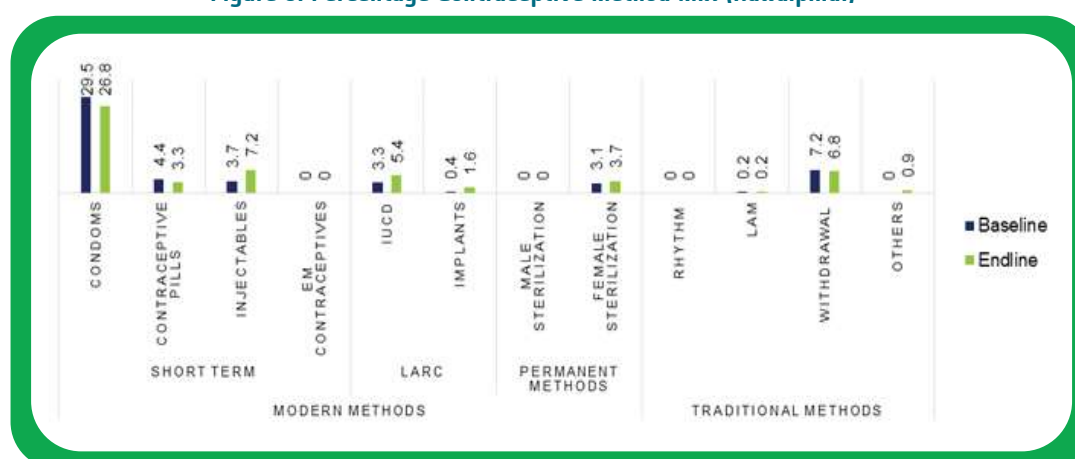 29.5
26.8
4.4
3.3
3.7
7.2
0
0
3.3
5.4
0.4
1.6
0
0
3.1
3.7
0
0
0.2
0.2
7.2
6.8
0
0.9
CONDOMS
CONTRACEPTIVE
PILLS
INJECTABLES
EM
CONTRACEPTIVES
IUCD
IMPLANTS
MALE
STERILIZATION
FEMALE
STERILIZATION
RHYTHM
LAM
WITHDRAWAL
OTHERS
Baseline
Endline
SHORT TERM
LARC
PERMANENT
METHODS
MODERN METHODS
TRADITIONAL METHODS